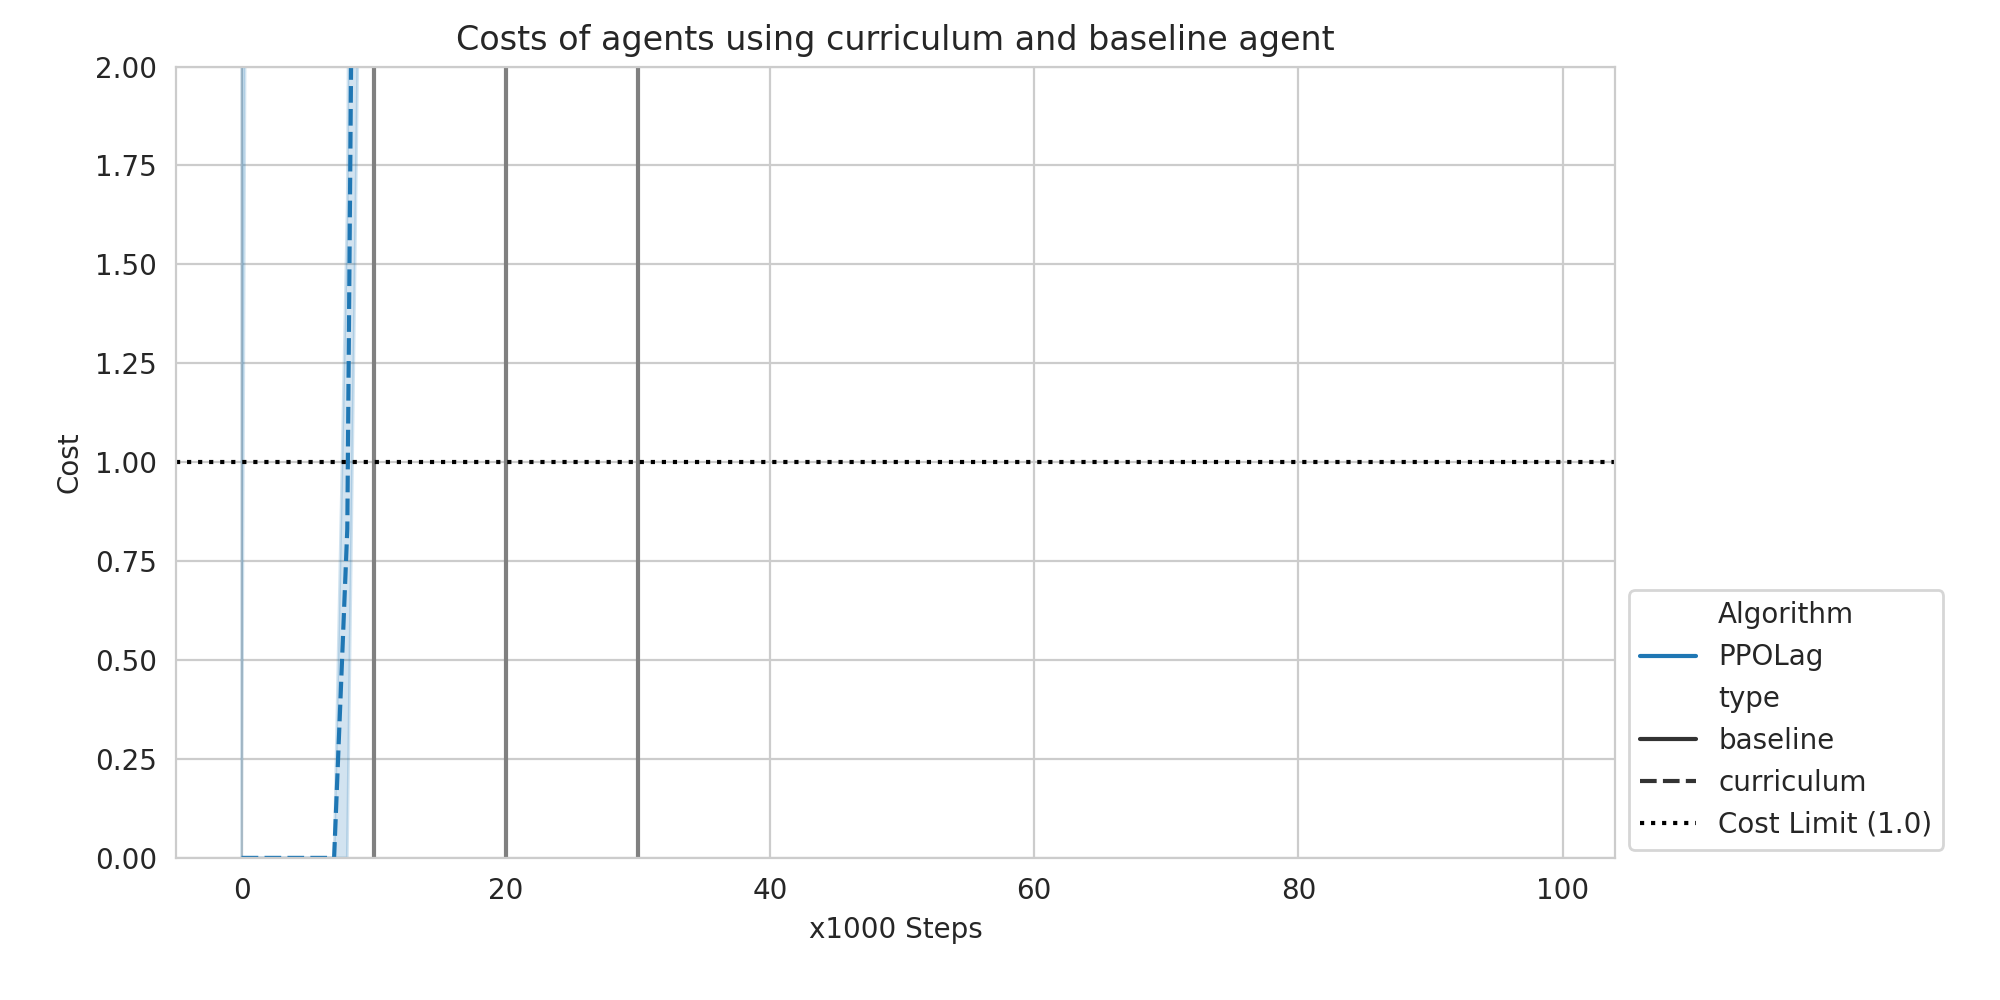 Costs of agents using curriculum and baseline agent
2.00
1.75
1.50
1.25
1.00
0.75
0.50
0.25
0.00
Cost
0 20 40 60 80 100
x1000 Steps
Algorithm
PPOLag
type
baseline
curriculum
Cost Limit (1.0)